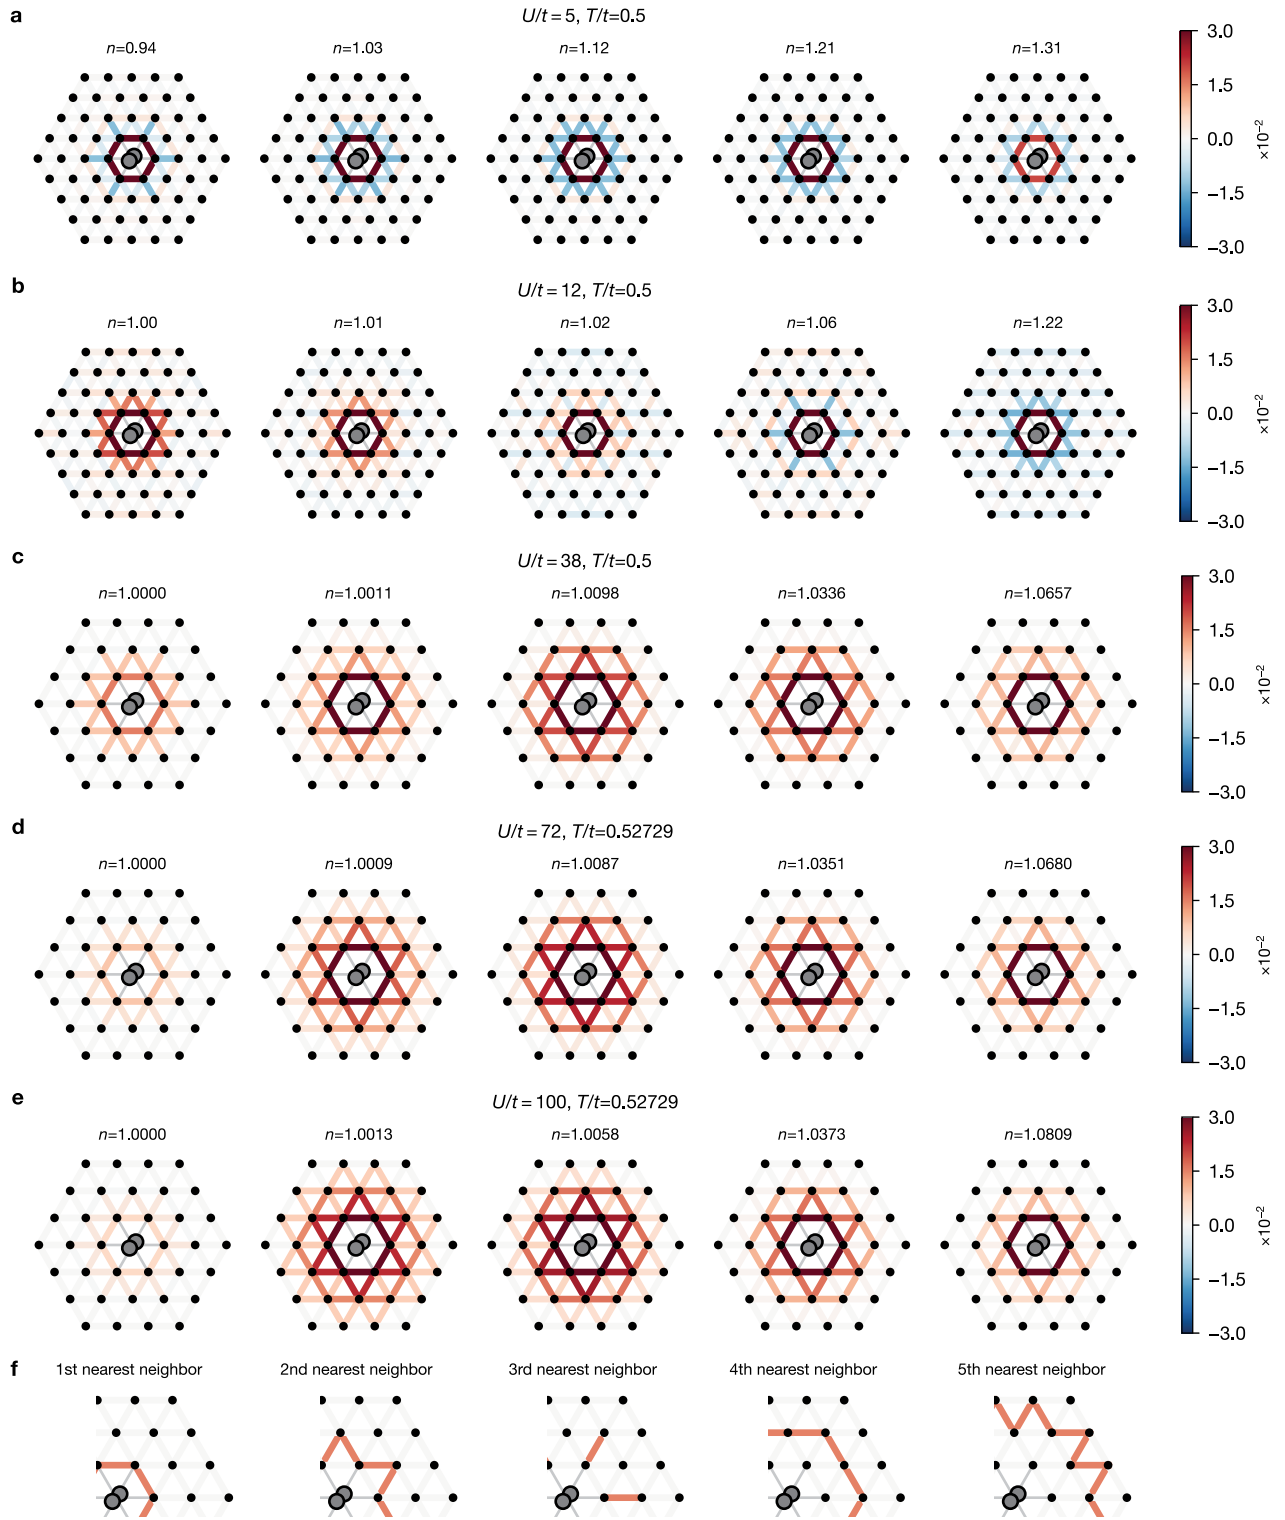 a
U/t = 5, T/t=0.5
n=0.94 n=1.03 n=1.12 n=1.21 n=1.31
3.0
1.5
0.0
−1.5
−3.0
×10⁻²
b
U/t = 12, T/t=0.5
n=1.00 n=1.01 n=1.02 n=1.06 n=1.22
3.0
1.5
0.0
−1.5
−3.0
×10⁻²
c
U/t = 38, T/t=0.5
n=1.0000 n=1.0011 n=1.0098 n=1.0336 n=1.0657
3.0
1.5
0.0
−1.5
−3.0
×10⁻²
d
U/t = 72, T/t=0.52729
n=1.0000 n=1.0009 n=1.0087 n=1.0351 n=1.0680
3.0
1.5
0.0
−1.5
−3.0
×10⁻²
e
U/t = 100, T/t=0.52729
n=1.0000 n=1.0013 n=1.0058 n=1.0373 n=1.0809
3.0
1.5
0.0
−1.5
−3.0
×10⁻²
f
1st nearest neighbor 2nd nearest neighbor 3rd nearest neighbor 4th nearest neighbor 5th nearest neighbor